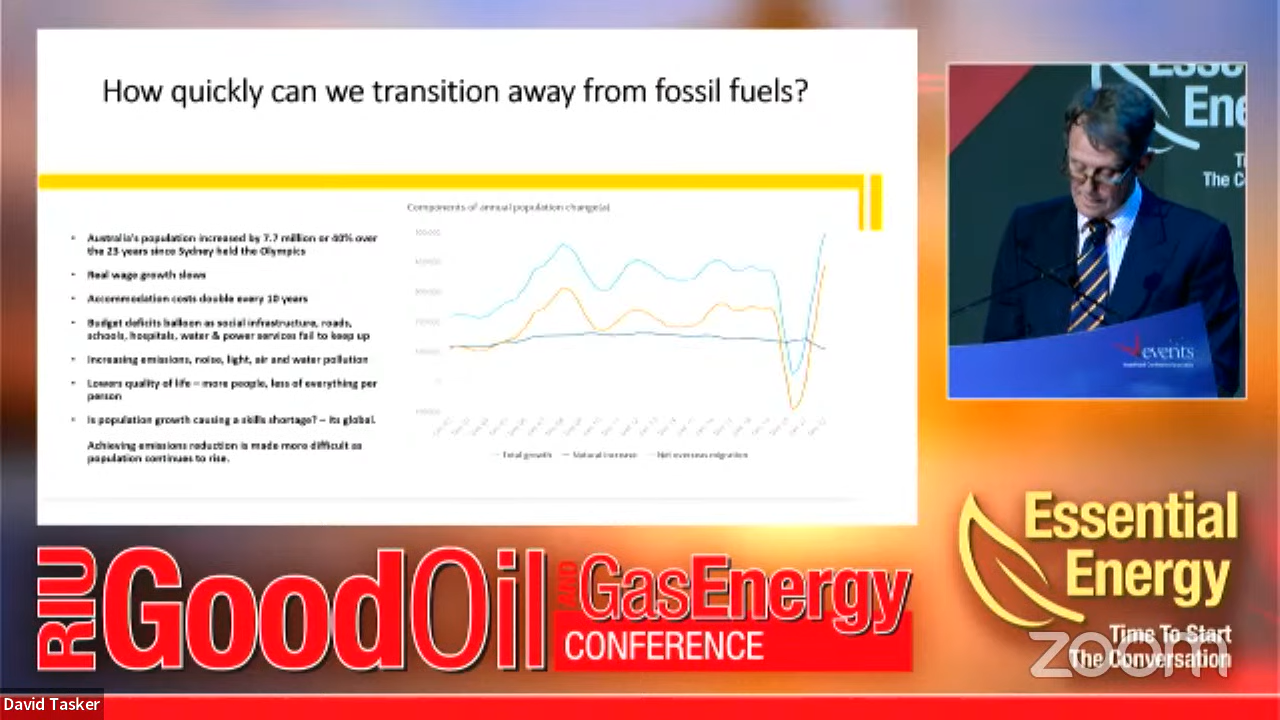 How quickly can we transition away from fossil fuels?
Components of annual population change(a)
• Australia's population increased by 7.7 million or 40% over
the 23 years since Sydney held the Olympics
• Real wage growth slows
• Accommodation costs double every 10 years
• Budget deficits balloon as social infrastructure, roads,
schools, hospitals, water & power services fail to keep up
• Increasing emissions, noise, light, air and water pollution
• Lowers quality of life – more people, less of everything per
person
• Is population growth causing a skills shortage? – its global.
Achieving emissions reduction is made more difficult as
population continues to rise.
Total growth Natural increase Net overseas migration
Esse
Ene
Ti
The C
events
RIU
GoodOil
AND
GasEnergy
CONFERENCE
Essential
Energy
Time To Start
The Conversation
zoom
David Tasker